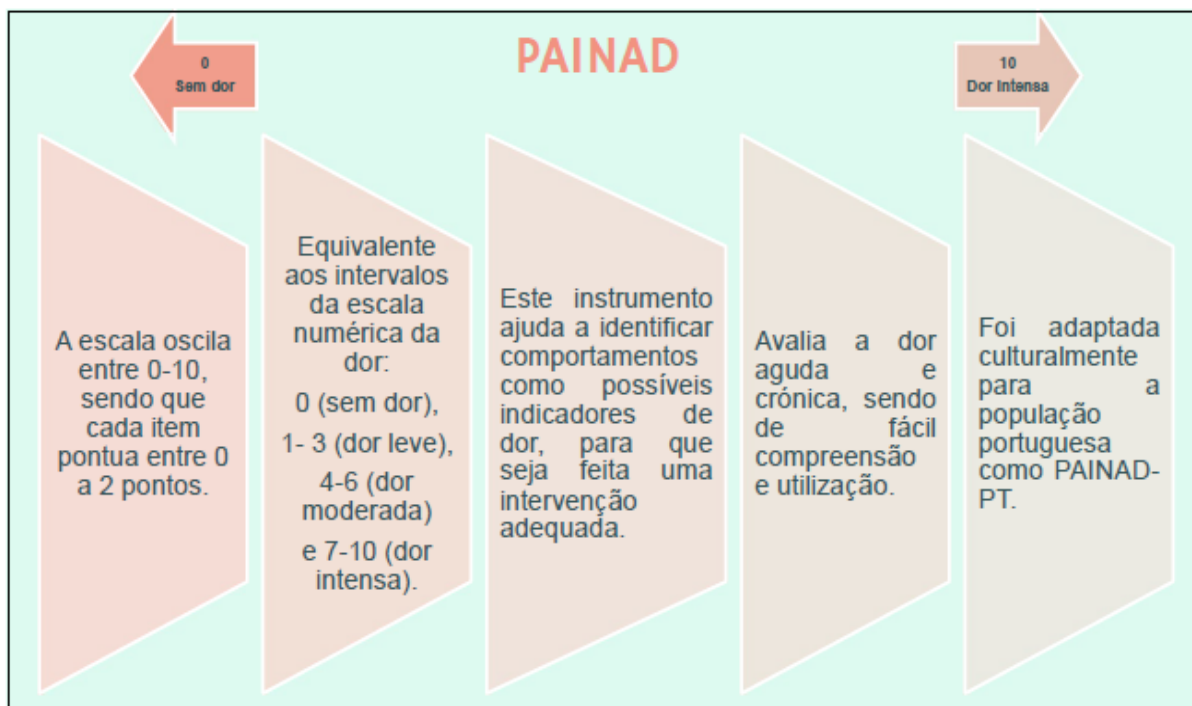 PAINAD
0
Sem dor
10
Dor Intensa
A escala oscila
entre 0-10,
sendo que
cada item
pontua entre 0
a 2 pontos.
Equivalente
aos intervalos
da escala
numérica da
dor:
0 (sem dor),
1- 3 (dor leve),
4-6 (dor
moderada)
e 7-10 (dor
intensa).
Este instrumento
ajuda a identificar
comportamentos
como possíveis
indicadores de
dor, para que
seja feita uma
intervenção
adequada.
Avalia a dor
aguda e
crónica, sendo
de fácil
compreensão
e utilização.
Foi adaptada
culturalmente
para a
população
portuguesa
como PAINAD-
PT.